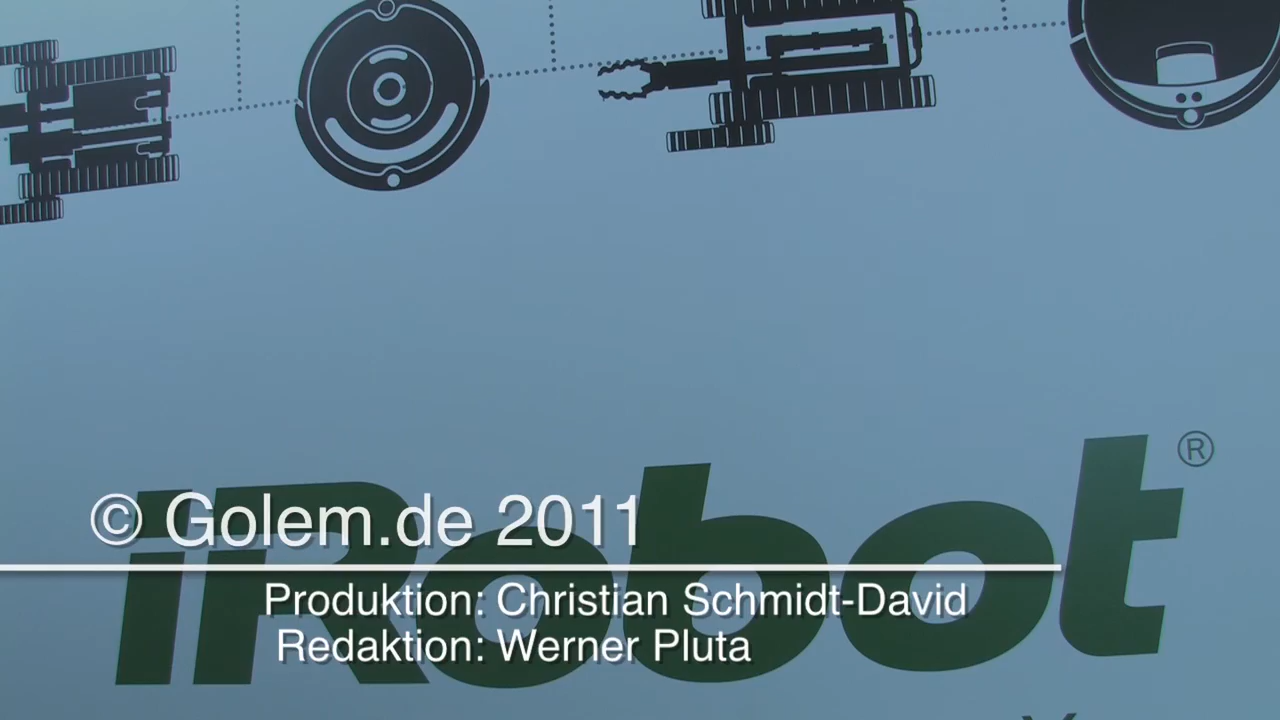 iRobot®
© Golem.de 2011
Produktion: Christian Schmidt-David
Redaktion: Werner Pluta